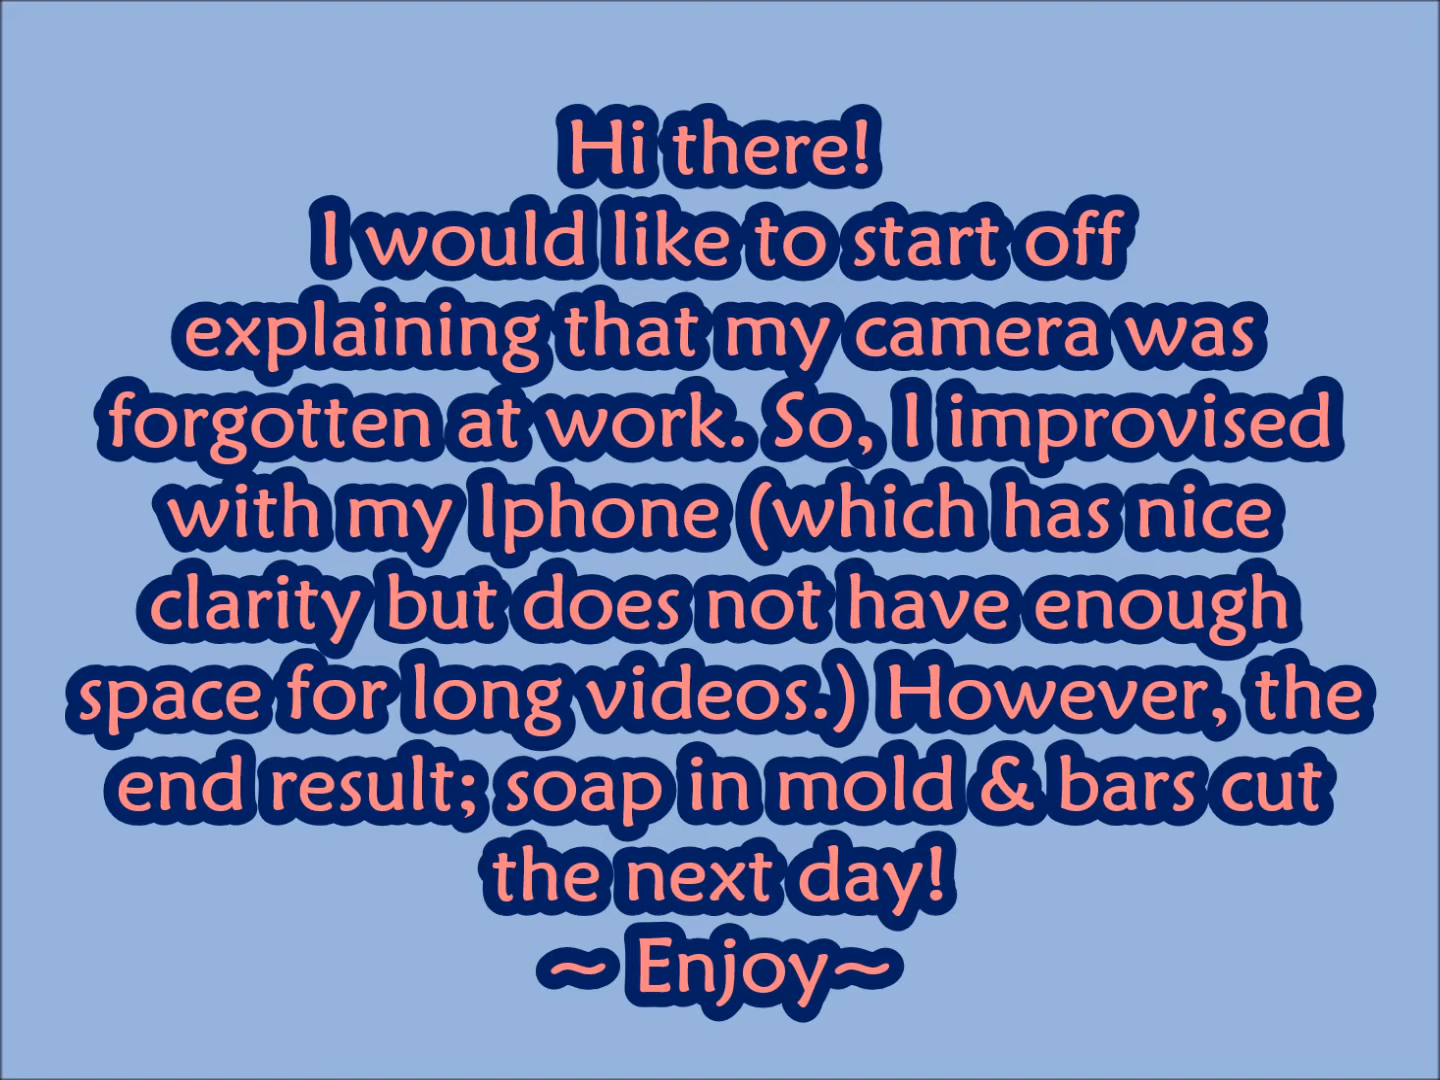 Hi there!
I would like to start off
explaining that my camera was
forgotten at work. So, I improvised
with my Iphone (which has nice
clarity but does not have enough
space for long videos.) However, the
end result; soap in mold & bars cut
the next day!
~ Enjoy~